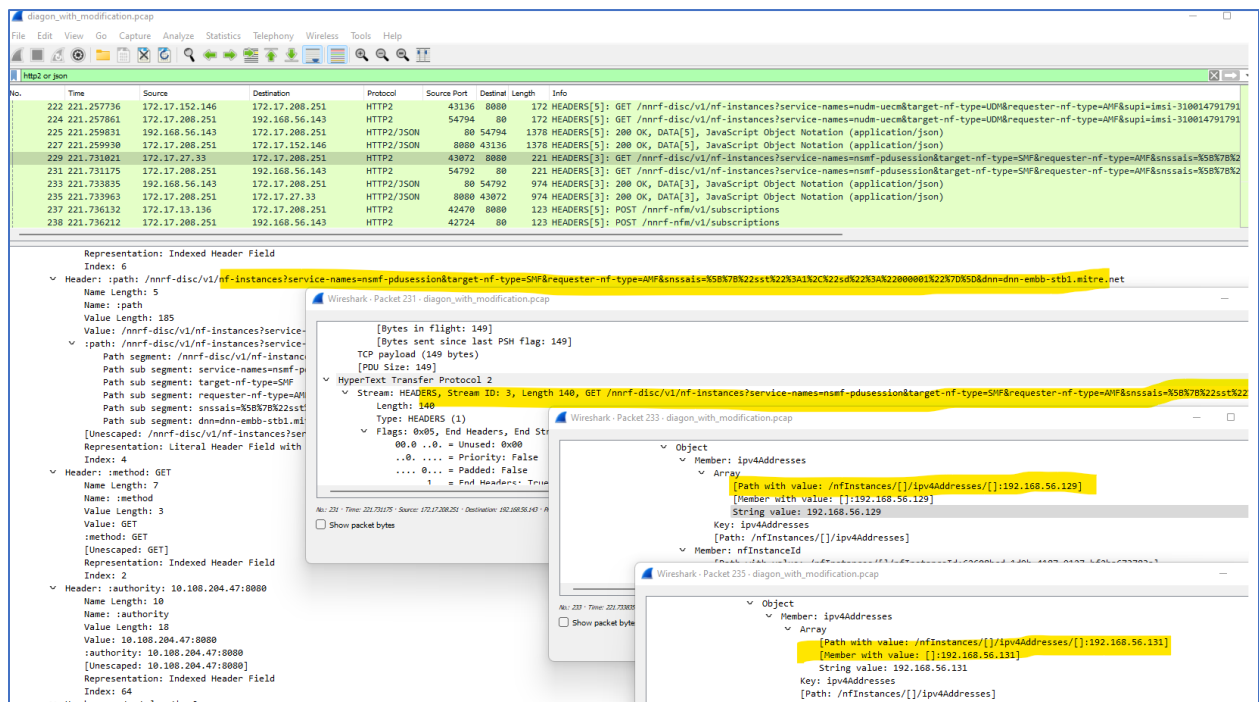 diagon_with_modification.pcap
File Edit View Go Capture Analyze Statistics Telephony Wireless Tools Help
http2 or json
No. Time Source Destination Protocol Source Port Destinat Length Info
222 221.257736 172.17.152.146 172.17.208.251 HTTP2 43136 8080 172 HEADERS[5]: GET /nnrf-disc/v1/nf-instances?service-names=nudm-uecm&target-nf-type=UDM&requester-nf-type=AMF&supi=imsi-310014791791
224 221.257861 172.17.208.251 192.168.56.143 HTTP2 54794 80 172 HEADERS[5]: GET /nnrf-disc/v1/nf-instances?service-names=nudm-uecm&target-nf-type=UDM&requester-nf-type=AMF&supi=imsi-310014791791
225 221.259831 192.168.56.143 172.17.208.251 HTTP2/JSON 80 54794 1378 HEADERS[5]: 200 OK, DATA[5], JavaScript Object Notation (application/json)
227 221.259930 172.17.208.251 172.17.152.146 HTTP2/JSON 8080 43136 1378 HEADERS[5]: 200 OK, DATA[5], JavaScript Object Notation (application/json)
229 221.731021 172.17.27.33 172.17.208.251 HTTP2 43072 8080 221 HEADERS[3]: GET /nnrf-disc/v1/nf-instances?service-names=nsmf-pdusession&target-nf-type=SMF&requester-nf-type=AMF&snssais=%5B%7B%2
231 221.731175 172.17.208.251 192.168.56.143 HTTP2 54792 80 221 HEADERS[3]: GET /nnrf-disc/v1/nf-instances?service-names=nsmf-pdusession&target-nf-type=SMF&requester-nf-type=AMF&snssais=%5B%7B%2
233 221.733835 192.168.56.143 172.17.208.251 HTTP2/JSON 80 54792 974 HEADERS[3]: 200 OK, DATA[3], JavaScript Object Notation (application/json)
235 221.733963 172.17.208.251 172.17.27.33 HTTP2/JSON 8080 43072 974 HEADERS[3]: 200 OK, DATA[3], JavaScript Object Notation (application/json)
237 221.736132 172.17.13.136 172.17.208.251 HTTP2 42470 8080 123 HEADERS[5]: POST /nnrf-nfm/v1/subscriptions
238 221.736212 172.17.208.251 192.168.56.143 HTTP2 42724 80 123 HEADERS[5]: POST /nnrf-nfm/v1/subscriptions
Representation: Indexed Header Field
Index: 6
Header: :path: /nnrf-disc/v1/nf-instances?service-names=nsmf-pdusession&target-nf-type=SMF&requester-nf-type=AMF&snssais=%5B%7B%22sst%22%3A1%2C%22sd%22%3A%22000001%22%7D%5D&dnn=dnn-embb-stb1.mitre.net
Name Length: 5
Name: :path
Value Length: 185
Value: /nnrf-disc/v1/nf-instances?service-
:path: /nnrf-disc/v1/nf-instances?service-
Path segment: /nnrf-disc/v1/nf-instanc
Path sub segment: service-names=nsmf-p
Path sub segment: target-nf-type=SMF
Path sub segment: requester-nf-type=AM
Path sub segment: snssais=%5B%7B%22sst
Path sub segment: dnn=dnn-embb-stb1.mi
[Unescaped: /nnrf-disc/v1/nf-instances?ser
Representation: Literal Header Field with
Index: 4
Header: :method: GET
Name Length: 7
Name: :method
Value Length: 3
Value: GET
:method: GET
[Unescaped: GET]
Representation: Indexed Header Field
Index: 2
Header: :authority: 10.108.204.47:8080
Name Length: 10
Name: :authority
Value Length: 18
Value: 10.108.204.47:8080
:authority: 10.108.204.47:8080
[Unescaped: 10.108.204.47:8080]
Representation: Indexed Header Field
Index: 64
Wireshark · Packet 231 · diagon_with_modification.pcap
[Bytes in flight: 149]
[Bytes sent since last PSH flag: 149]
TCP payload (149 bytes)
[PDU Size: 149]
HyperText Transfer Protocol 2
Stream: HEADERS, Stream ID: 3, Length 140, GET /nnrf-disc/v1/nf-instances?service-names=nsmf-pdusession&target-nf-type=SMF&requester-nf-type=AMF&snssais=%5B%7B%22sst%22
Length: 140
Type: HEADERS (1)
Flags: 0x05, End Headers, End Str
00.0 ..0. = Unused: 0x00
..0. .... = Priority: False
.... 0... = Padded: False
.1.. = End Headers: True
No.: 231 · Time: 221.731175 · Source: 172.17.208.251 · Destination: 192.168.56.143 · P
Show packet bytes
Wireshark · Packet 233 · diagon_with_modification.pcap
Object
Member: ipv4Addresses
Array
[Path with value: /nfInstances/[]/ipv4Addresses/[]:192.168.56.129]
[Member with value: []:192.168.56.129]
String value: 192.168.56.129
Key: ipv4Addresses
[Path: /nfInstances/[]/ipv4Addresses]
Member: nfInstanceId
No.: 233 · Time: 221.733835
Show packet byte
Wireshark · Packet 235 · diagon_with_modification.pcap
Object
Member: ipv4Addresses
Array
[Path with value: /nfInstances/[]/ipv4Addresses/[]:192.168.56.131]
[Member with value: []:192.168.56.131]
String value: 192.168.56.131
Key: ipv4Addresses
[Path: /nfInstances/[]/ipv4Addresses]